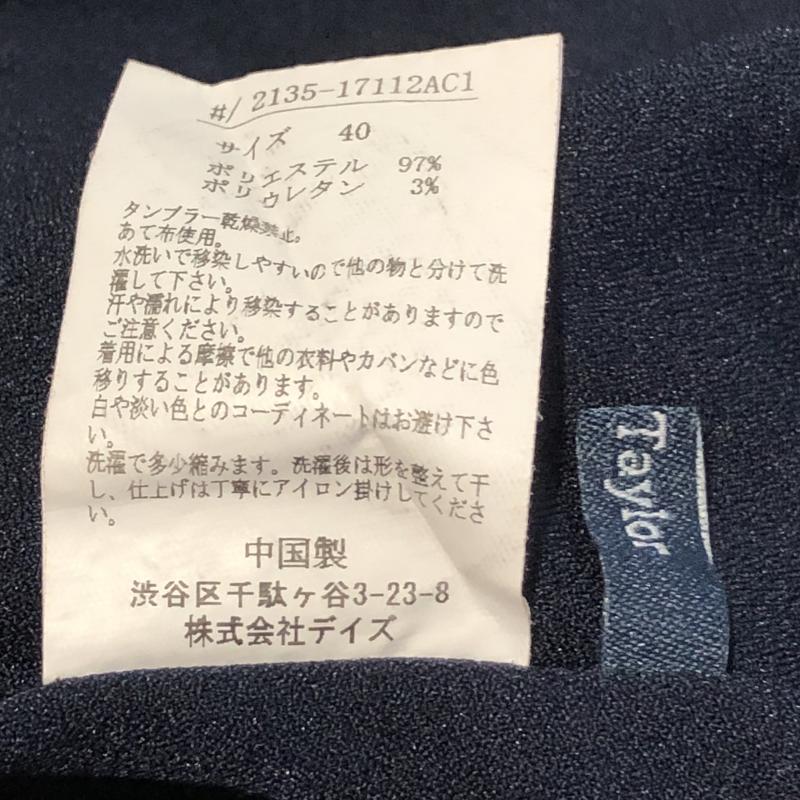 #/ 2135-17112AC1
サイズ 40
ポリエステル 97%
ポリウレタン 3%
タンブラー乾燥禁止。
あて布使用。
水洗いで移染しやすいので他の物と分けて洗
濯して下さい。
汗や濡れにより移染することがありますので
ご注意ください。
着用による摩擦で他の衣料やカバンなどに色
移りすることがあります。
白や淡い色とのコーディネートはお避け下さ
い。
洗濯で多少縮みます。洗濯後は形を整えて干
し、仕上げは丁寧にアイロン掛けしてくださ
い。
中国製
渋谷区千駄ヶ谷3-23-8
株式会社デイズ
Taylor